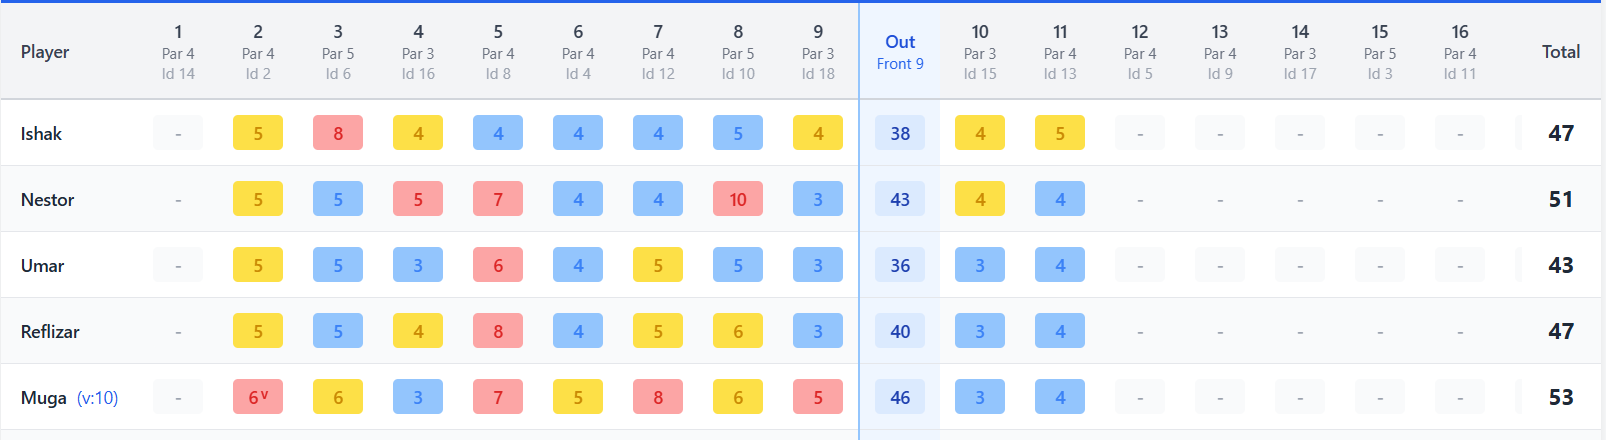 Player 1 2 3 4 5 6 7 8 9 Out 10 11 12 13 14 15 16 Total
Par 4 Par 4 Par 5 Par 3 Par 4 Par 4 Par 4 Par 5 Par 3 Front 9 Par 3 Par 4 Par 4 Par 4 Par 3 Par 5 Par 4
Id 14 Id 2 Id 6 Id 16 Id 8 Id 4 Id 12 Id 10 Id 18 Id 15 Id 13 Id 5 Id 9 Id 17 Id 3 Id 11
Ishak - 5 8 4 4 4 4 5 4 38 4 5 - - - - - 47
Nestor - 5 5 5 7 4 4 10 3 43 4 4 - - - - - 51
Umar - 5 5 3 6 4 5 5 3 36 3 4 - - - - - 43
Reflizar - 5 5 4 8 4 5 6 3 40 3 4 - - - - - 47
Muga (v:10) - 6v 6 3 7 5 8 6 5 46 3 4 - - - - - 53